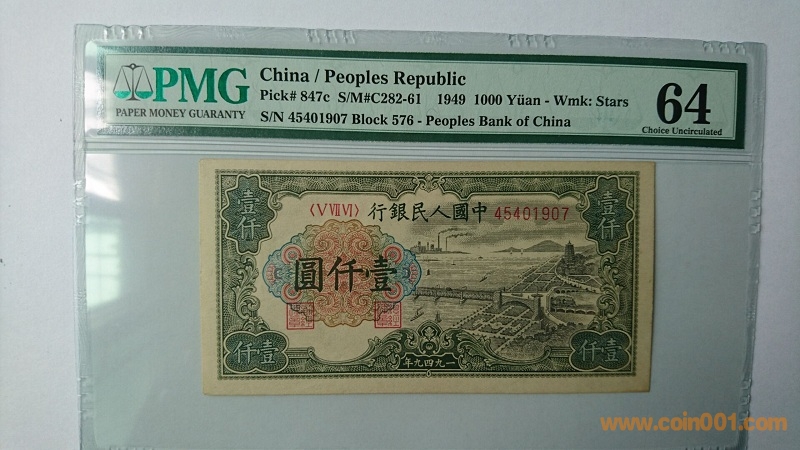 PMG
PAPER MONEY GUARANTY
China / Peoples Republic
Pick# 847c S/M#C282-61 1949 1000 Yüan - Wmk: Stars
S/N 45401907 Block 576 - Peoples Bank of China
64
Choice Uncirculated
壹仟
壹仟
行銀民人國中
〈V VII VI〉
45401907
圓仟壹
仟壹
仟壹
年九四九一
www.coin001.com